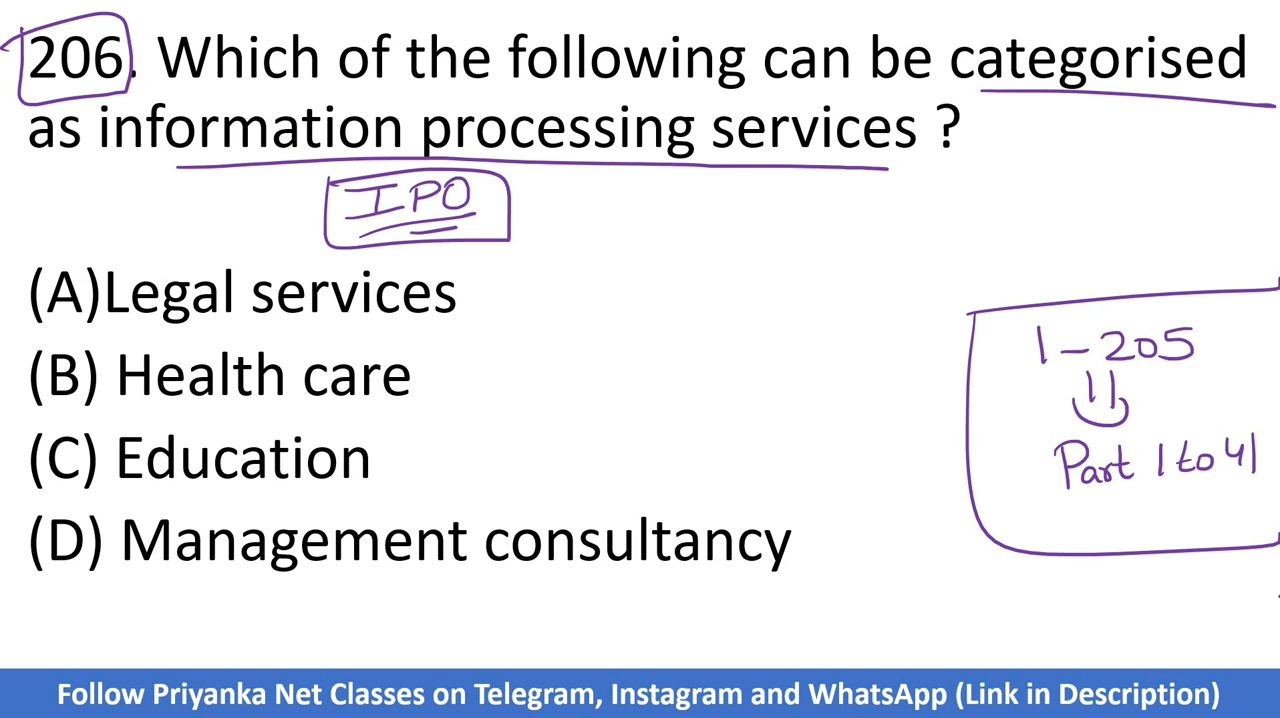 206. Which of the following can be categorised
as information processing services ?
IPO
(A)Legal services
(B) Health care
(C) Education
(D) Management consultancy
1-205
Part 1 to 41
Follow Priyanka Net Classes on Telegram, Instagram and WhatsApp (Link in Description)